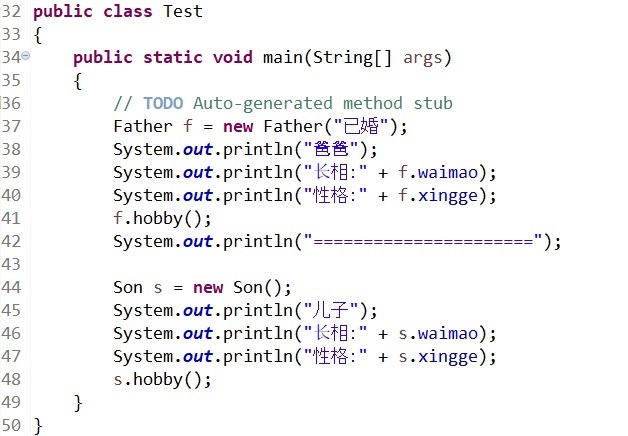 32 public class Test
33 {
34 public static void main(String[] args)
35 {
36 // TODO Auto-generated method stub
37 Father f = new Father("已婚");
38 System.out.println("爸爸");
39 System.out.println("长相:" + f.waimao);
40 System.out.println("性格:" + f.xingge);
41 f.hobby();
42 System.out.println("======================");
43
44 Son s = new Son();
45 System.out.println("儿子");
46 System.out.println("长相:" + s.waimao);
47 System.out.println("性格:" + s.xingge);
48 s.hobby();
49 }
50 }